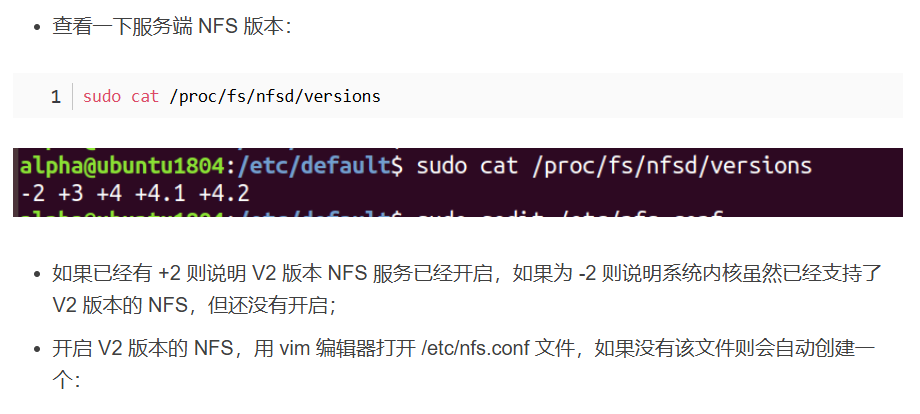 查看一下服务端 NFS 版本：
1 sudo cat /proc/fs/nfsd/versions
alpha@ubuntu1804:/etc/default$ sudo cat /proc/fs/nfsd/versions
-2 +3 +4 +4.1 +4.2
如果已经有 +2 则说明 V2 版本 NFS 服务已经开启，如果为 -2 则说明系统内核虽然已经支持了
V2 版本的 NFS，但还没有开启；
开启 V2 版本的 NFS，用 vim 编辑器打开 /etc/nfs.conf 文件，如果没有该文件则会自动创建一
个：